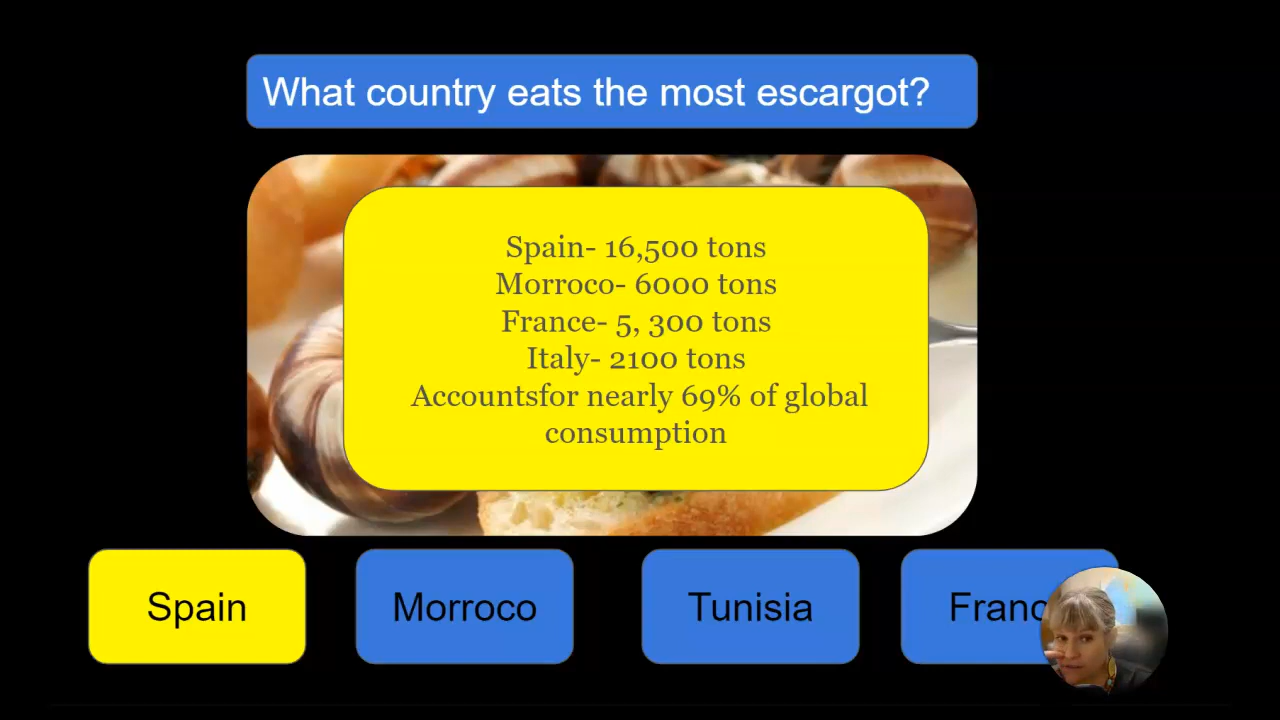 What country eats the most escargot?
Spain- 16,500 tons
Morroco- 6000 tons
France- 5, 300 tons
Italy- 2100 tons
Accountsfor nearly 69% of global
consumption
Spain
Morroco
Tunisia
Franc